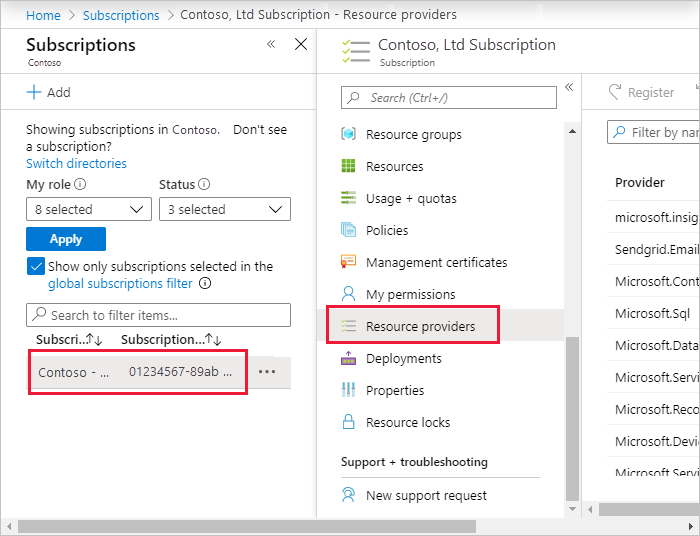 Home > Subscriptions > Contoso, Ltd Subscription - Resource providers
Subscriptions
Contoso
Add
Showing subscriptions in Contoso. Don't see
a subscription?
Switch directories
My role
Status
8 selected
3 selected
Apply
Show only subscriptions selected in the
global subscriptions filter
Search to filter items...
Subscri... Subscription...
Contoso - ... 01234567-89ab ...
Contoso, Ltd Subscription
Subscription
Search (Ctrl+/)
Resource groups
Resources
Usage + quotas
Policies
Management certificates
My permissions
Resource providers
Deployments
Properties
Resource locks
Support + troubleshooting
New support request
Register
Filter by nam
Provider
microsoft.insig
Sendgrid.Email
Microsoft.Cont
Microsoft.Sql
Microsoft.Data
Microsoft.Servi
Microsoft.Reco
Microsoft.Devi
Microsoft.Servi